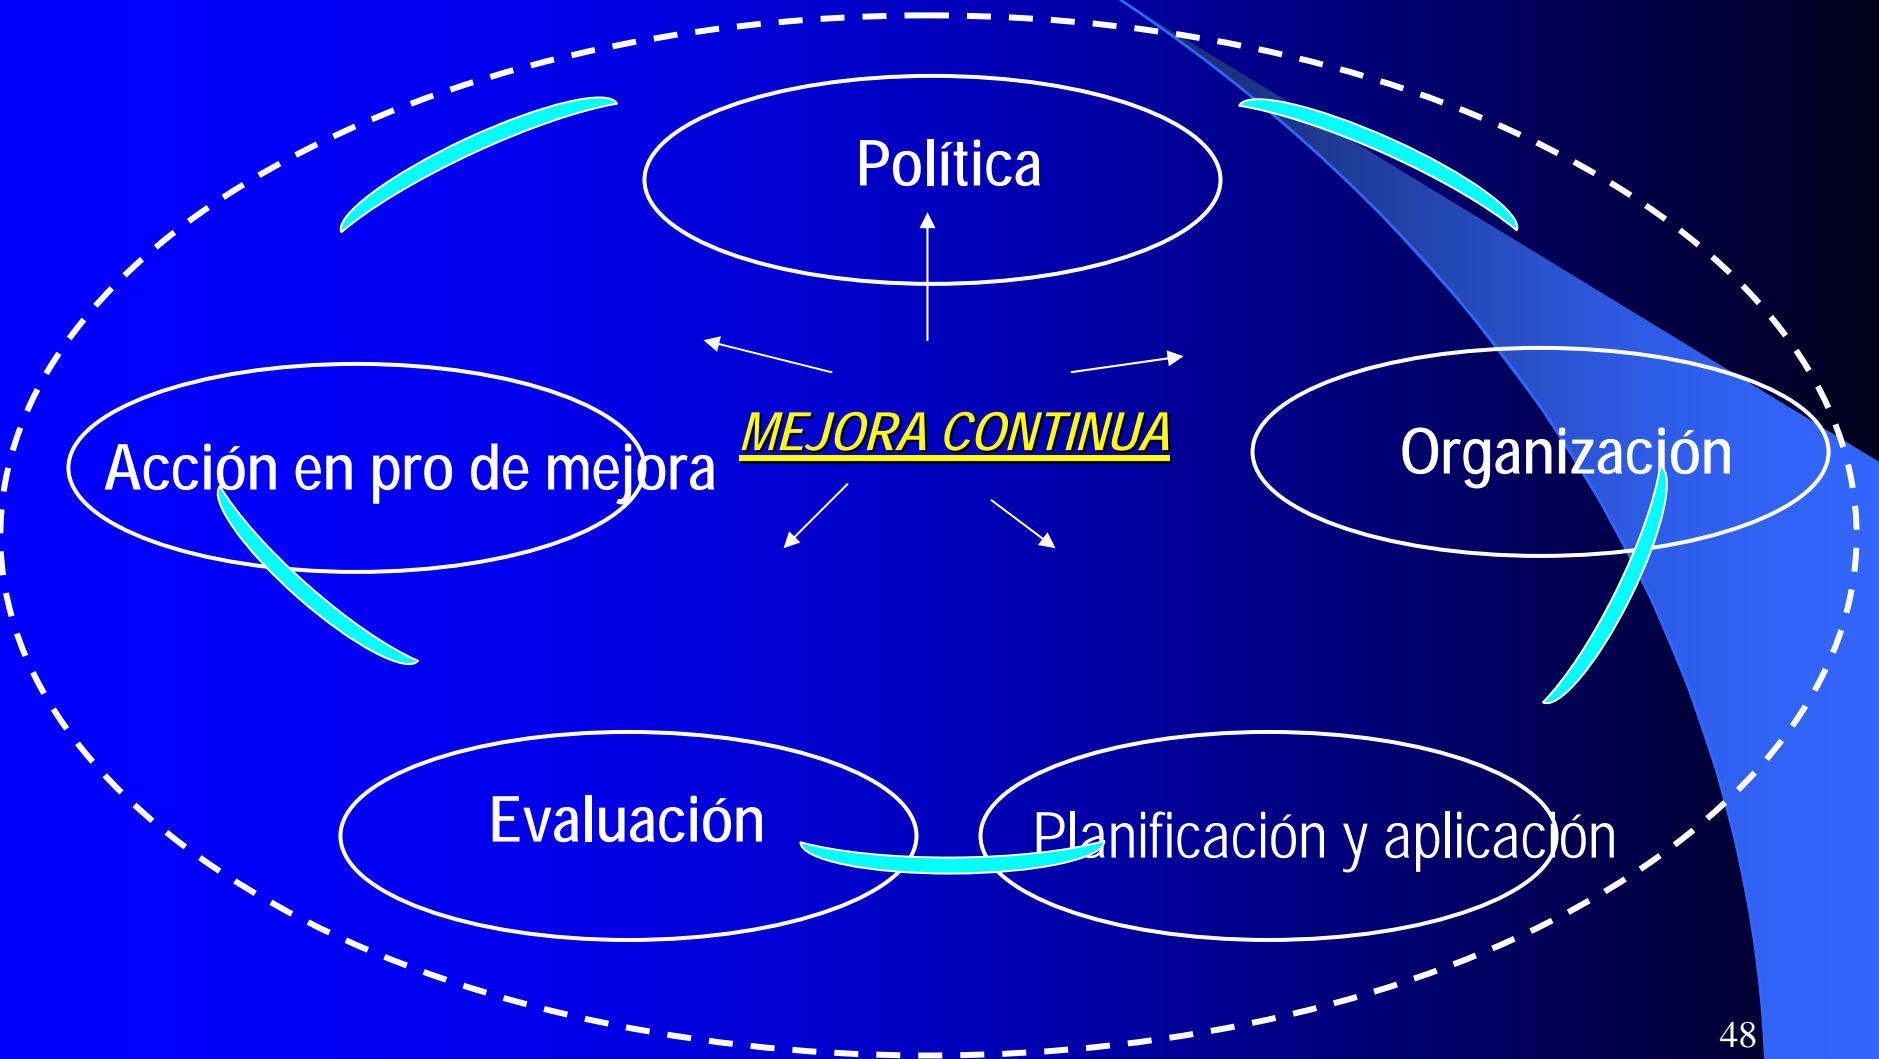 Política
MEJORA CONTINUA
Organización
Acción en pro de mejora
Evaluación
Planificación y aplicación
48